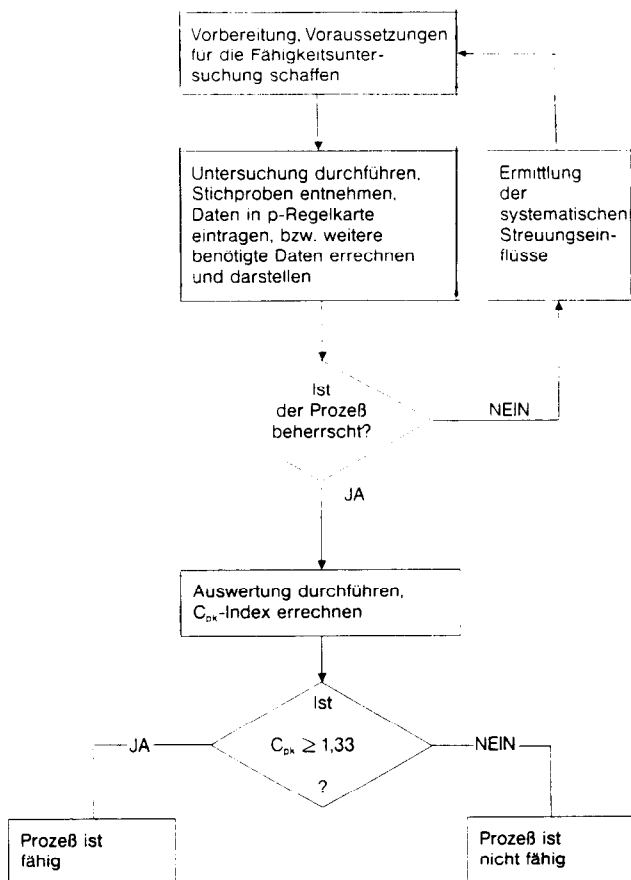 Vorbereitung, Voraussetzungen
für die Fähigkeitsunter-
suchung schaffen
Untersuchung durchführen,
Stichproben entnehmen,
Daten in p-Regelkarte
eintragen, bzw. weitere
benötigte Daten errechnen
und darstellen
Ermittlung
der
systematischen
Streuungsein-
flüsse
Ist
der Prozeß
beherrscht?
NEIN
JA
Auswertung durchführen,
Cpk-Index errechnen
Ist
Cpk ≥ 1,33
?
JA
NEIN
Prozeß ist
fähig
Prozeß ist
nicht fähig